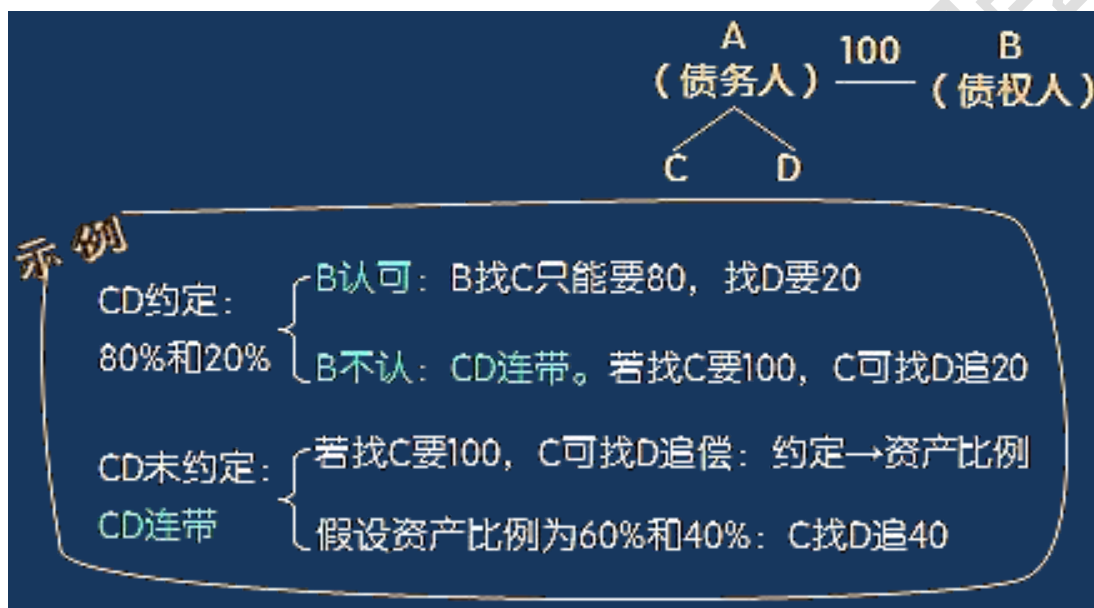 A 100 B
（债务人） （债权人）
C D
示例
B认可：B找C只能要80，找D要20
CD约定：
80%和20%
B不认：CD连带。若找C要100，C可找D追20
若找C要100，C可找D追偿：约定→资产比例
CD未约定：
CD连带
假设资产比例为60%和40%：C找D追40